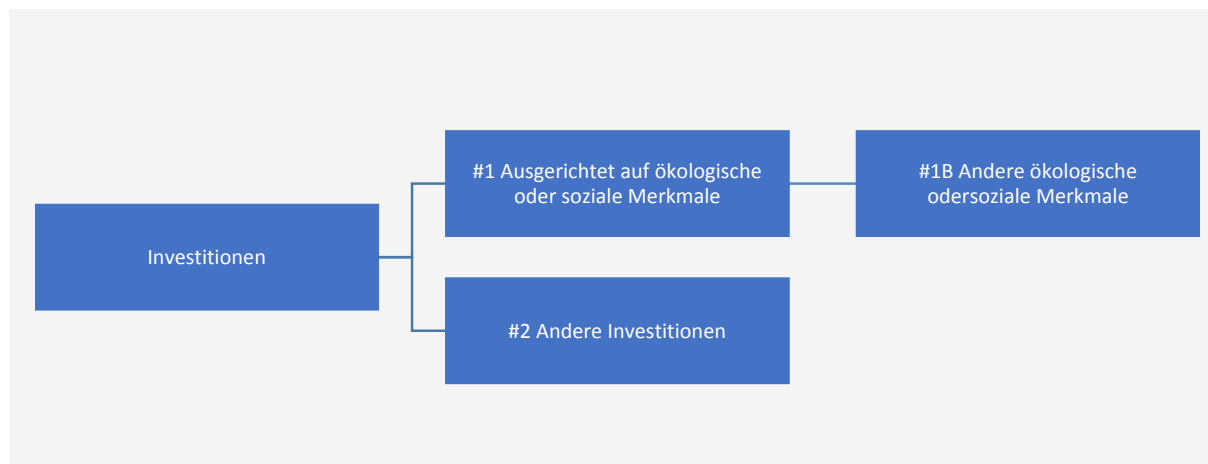 #1 Ausgerichtet auf ökologische
oder soziale Merkmale
#1B Andere ökologische
odersoziale Merkmale
Investitionen
#2 Andere Investitionen